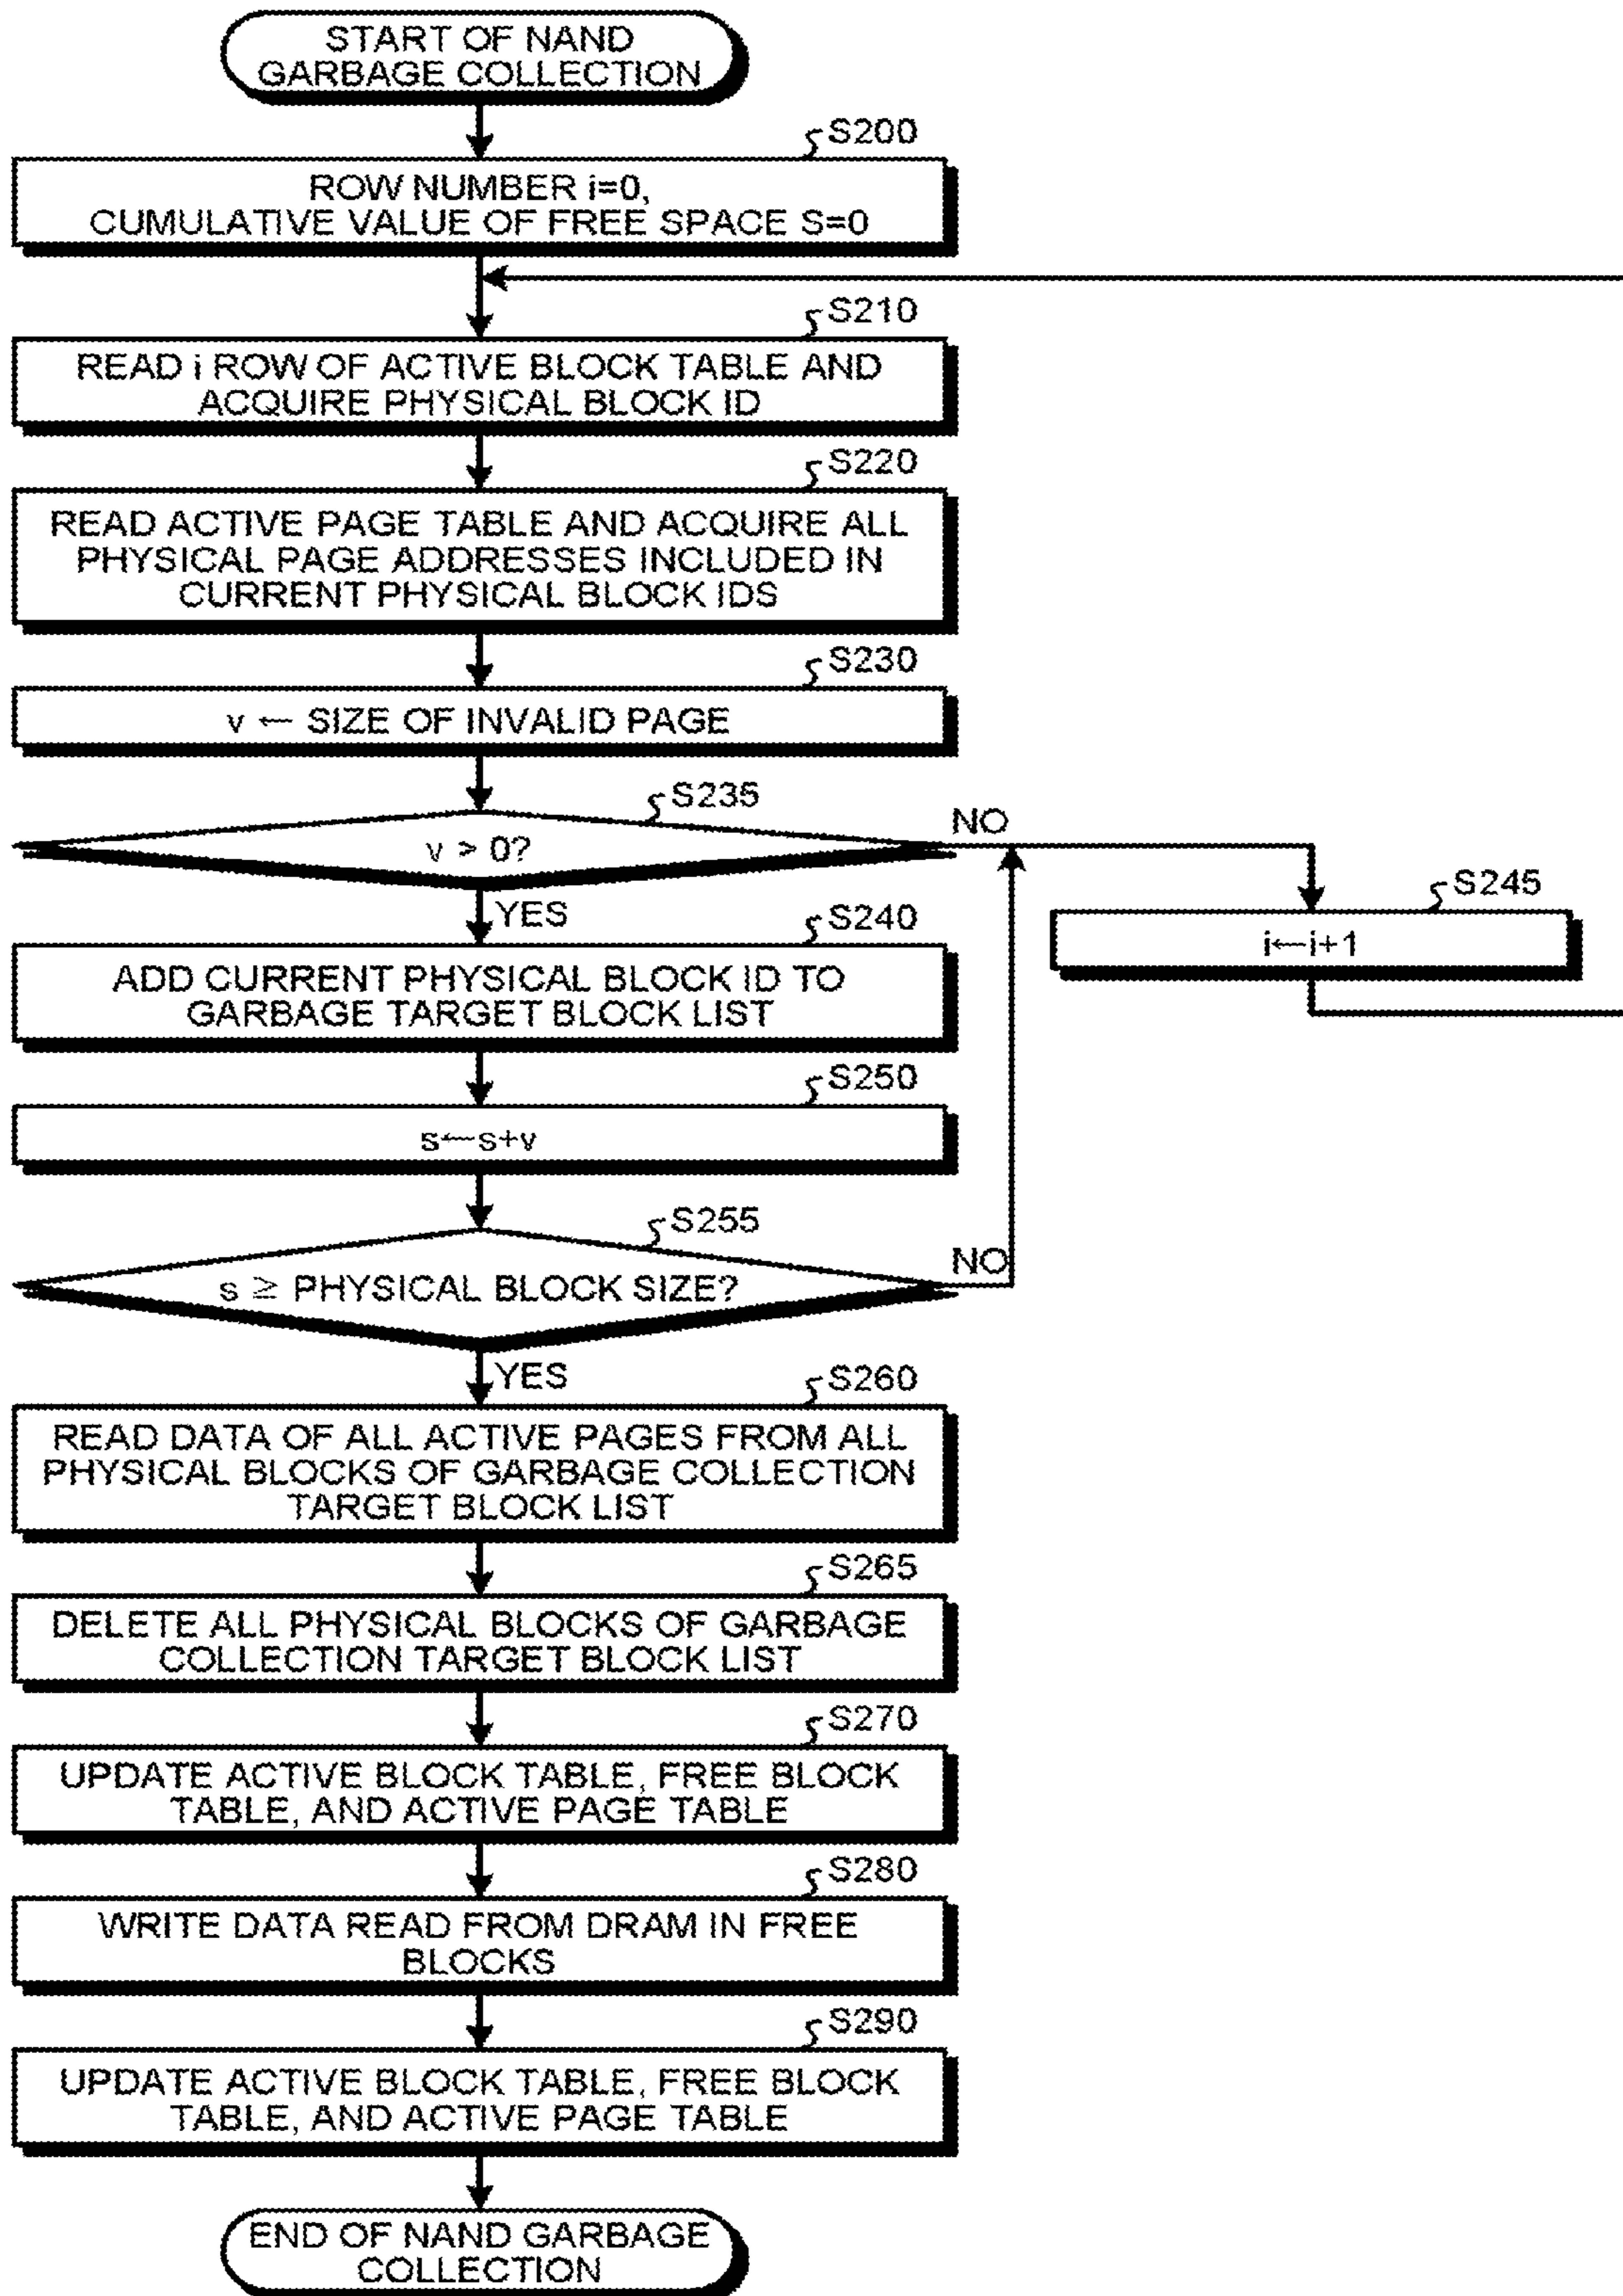 START OF NAND
GARBAGE COLLECTION
S200
ROW NUMBER i=0,
CUMULATIVE VALUE OF FREE SPACE S=0
S210
READ i ROW OF ACTIVE BLOCK TABLE AND
ACQUIRE PHYSICAL BLOCK ID
S220
READ ACTIVE PAGE TABLE AND ACQUIRE ALL
PHYSICAL PAGE ADDRESSES INCLUDED IN
CURRENT PHYSICAL BLOCK IDS
S230
v ← SIZE OF INVALID PAGE
S235
v > 0?
NO
YES
S245
i←i+1
S240
ADD CURRENT PHYSICAL BLOCK ID TO
GARBAGE TARGET BLOCK LIST
S250
s←s+v
S255
s ≥ PHYSICAL BLOCK SIZE?
NO
YES
S260
READ DATA OF ALL ACTIVE PAGES FROM ALL
PHYSICAL BLOCKS OF GARBAGE COLLECTION
TARGET BLOCK LIST
S265
DELETE ALL PHYSICAL BLOCKS OF GARBAGE
COLLECTION TARGET BLOCK LIST
S270
UPDATE ACTIVE BLOCK TABLE, FREE BLOCK
TABLE, AND ACTIVE PAGE TABLE
S280
WRITE DATA READ FROM DRAM IN FREE
BLOCKS
S290
UPDATE ACTIVE BLOCK TABLE, FREE BLOCK
TABLE, AND ACTIVE PAGE TABLE
END OF NAND GARBAGE
COLLECTION